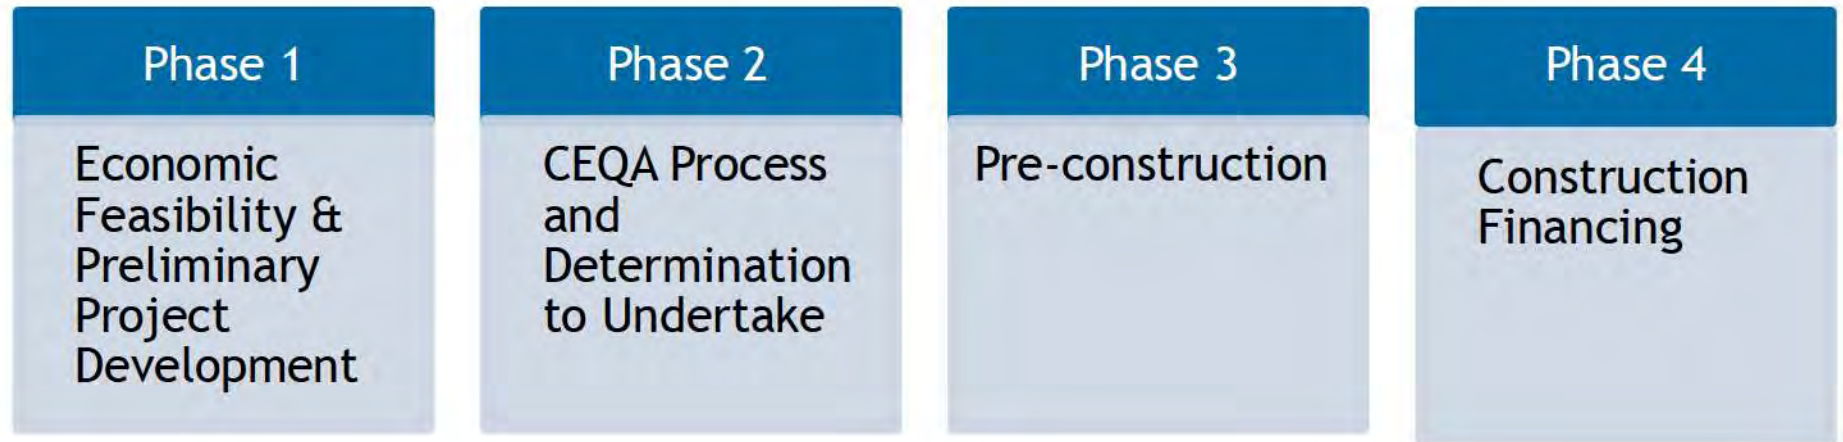 Phase 1
Economic
Feasibility &
Preliminary
Project
Development
Phase 2
CEQA Process
and
Determination
to Undertake
Phase 3
Pre-construction
Phase 4
Construction
Financing